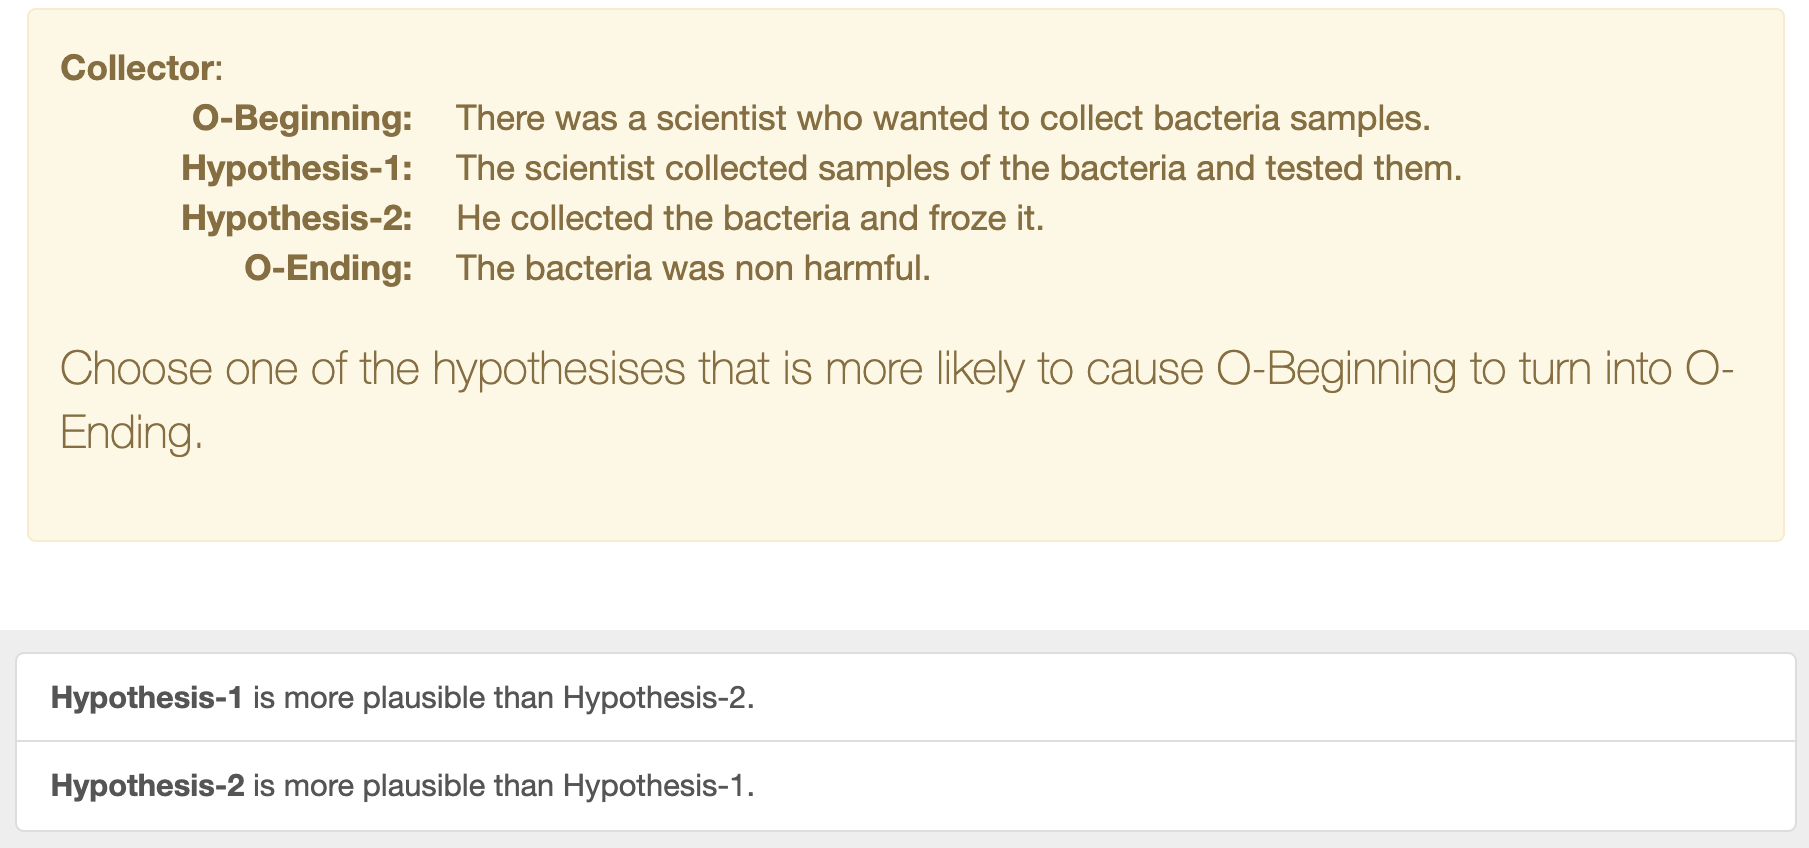 Collector:
O-Beginning: There was a scientist who wanted to collect bacteria samples.
Hypothesis-1: The scientist collected samples of the bacteria and tested them.
Hypothesis-2: He collected the bacteria and froze it.
O-Ending: The bacteria was non harmful.
Choose one of the hypothesises that is more likely to cause O-Beginning to turn into O-
Ending.
Hypothesis-1 is more plausible than Hypothesis-2.
Hypothesis-2 is more plausible than Hypothesis-1.